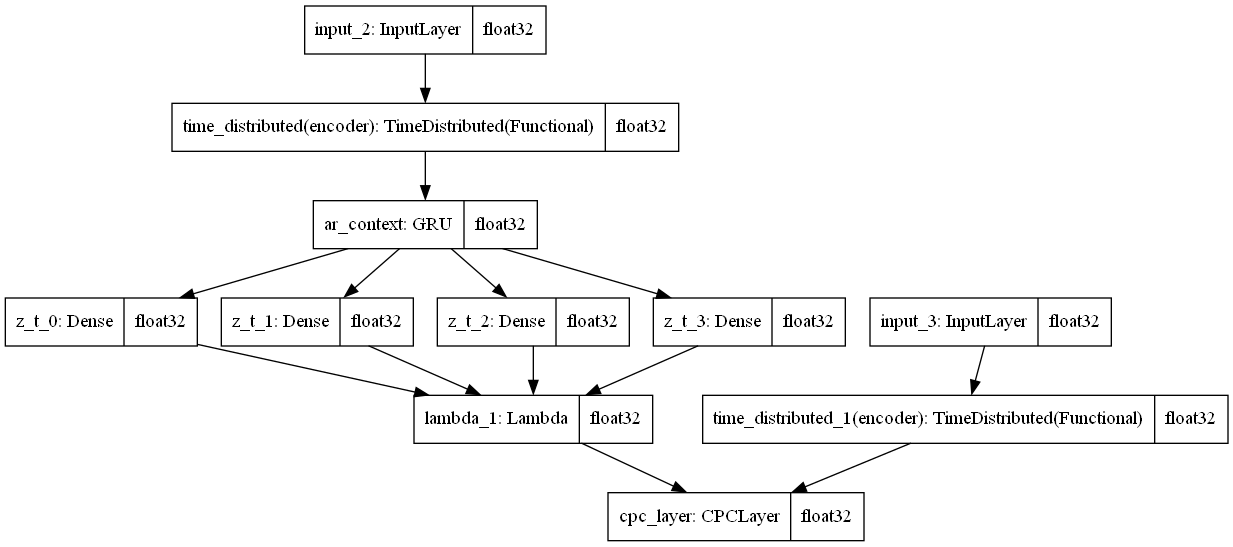 input_2: InputLayer float32
time_distributed(encoder): TimeDistributed(Functional) float32
ar_context: GRU float32
z_t_0: Dense float32 z_t_1: Dense float32 z_t_2: Dense float32 z_t_3: Dense float32 input_3: InputLayer float32
lambda_1: Lambda float32 time_distributed_1(encoder): TimeDistributed(Functional) float32
cpc_layer: CPCLayer float32